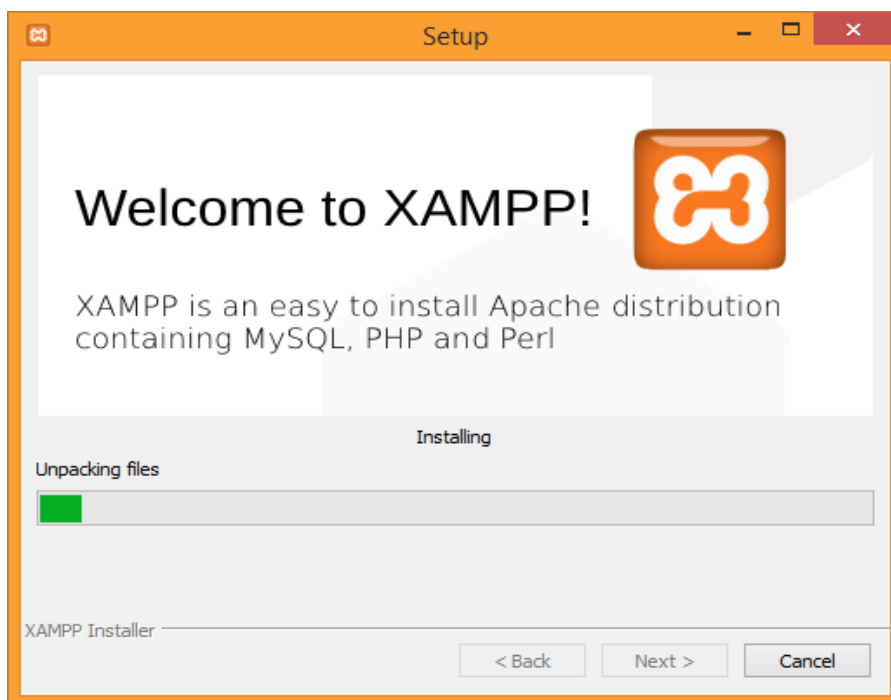 Setup
Welcome to XAMPP!
XAMPP is an easy to install Apache distribution
containing MySQL, PHP and Perl
Installing
Unpacking files
XAMPP Installer
< Back
Next >
Cancel